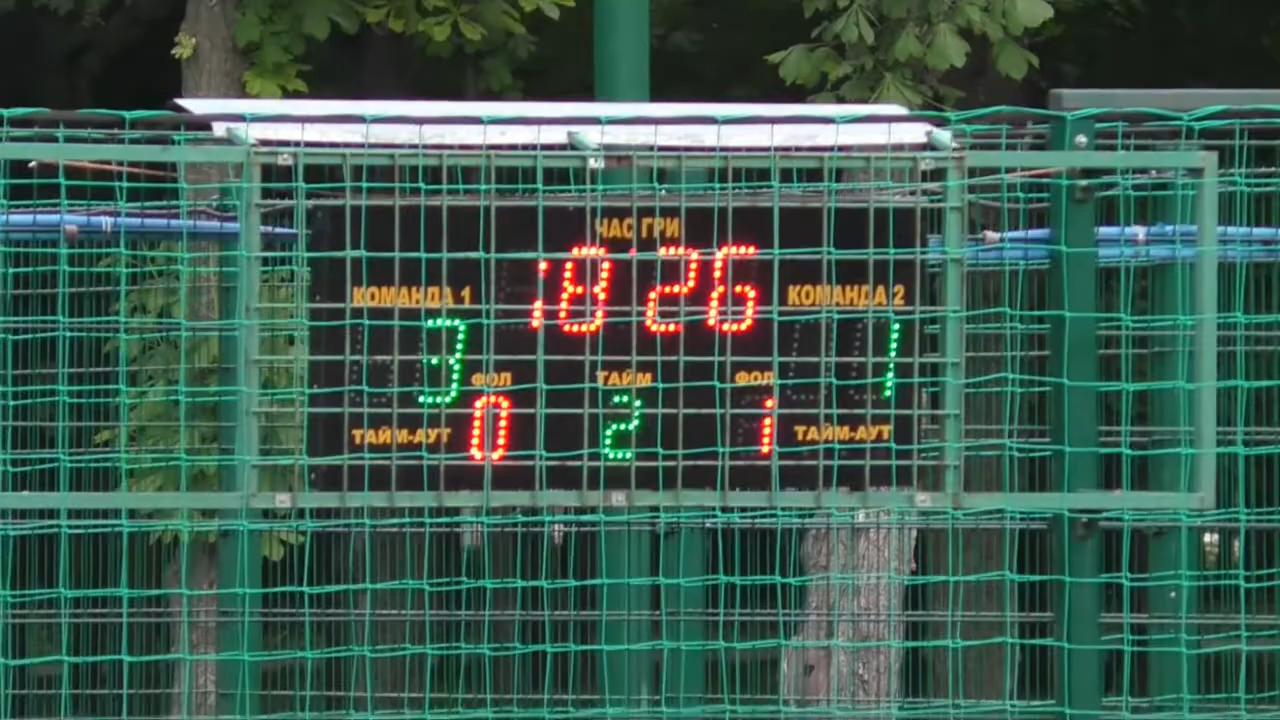 ЧАС ГРИ
18:26
КОМАНДА 1
КОМАНДА 2
3
1
ФОЛ
ТАЙМ
ФОЛ
0
2
1
ТАЙМ-АУТ
ТАЙМ-АУТ